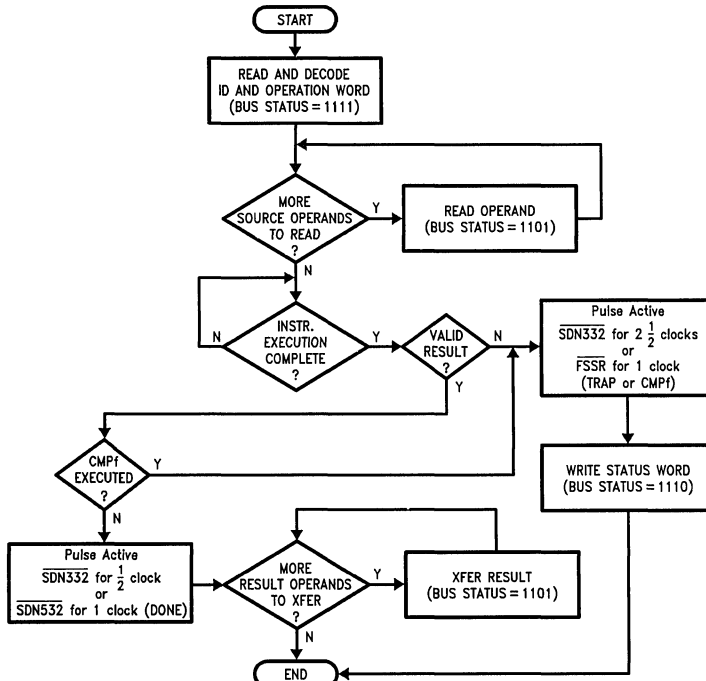 START
READ AND DECODE
ID AND OPERATION WORD
(BUS STATUS = 1111)
MORE
SOURCE OPERANDS
TO READ
?
Y
N
READ OPERAND
(BUS STATUS = 1101)
INSTR.
EXECUTION
COMPLETE
?
N
Y
VALID
RESULT
?
N
Y
Pulse Active
SDN332 for 2 1/2 clocks
or
FSSR for 1 clock
(TRAP or CMPf)
WRITE STATUS WORD
(BUS STATUS = 1110)
CMPf
EXECUTED
?
Y
N
Pulse Active
SDN332 for 1/2 clock
or
SDN532 for 1 clock (DONE)
MORE
RESULT OPERANDS
TO XFER
?
Y
N
XFER RESULT
(BUS STATUS = 1101)
END